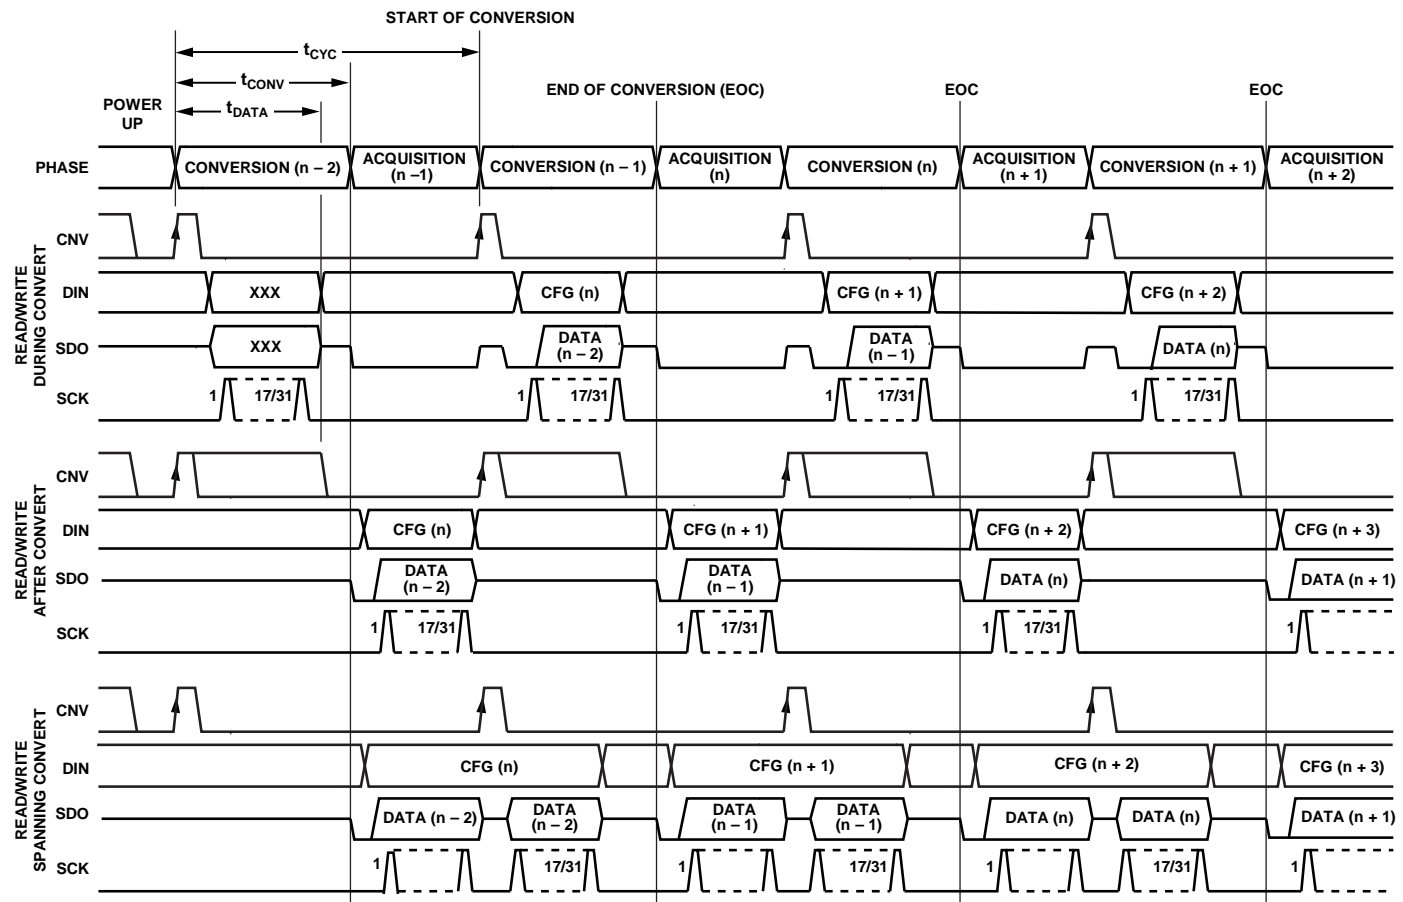 START OF CONVERSION
tCYC
tCONV
tDATA
POWER
UP
END OF CONVERSION (EOC)
EOC
EOC
PHASE
CONVERSION (n – 2)
ACQUISITION
(n –1)
CONVERSION (n – 1)
ACQUISITION
(n)
CONVERSION (n)
ACQUISITION
(n + 1)
CONVERSION (n + 1)
ACQUISITION
(n + 2)
READ/WRITE
DURING CONVERT
CNV
DIN
XXX
CFG (n)
CFG (n + 1)
CFG (n + 2)
SDO
XXX
DATA
(n – 2)
DATA
(n – 1)
DATA (n)
SCK
1
17/31
1
17/31
1
17/31
1
17/31
READ/WRITE
AFTER CONVERT
CNV
DIN
CFG (n)
CFG (n + 1)
CFG (n + 2)
CFG (n + 3)
SDO
DATA
(n – 2)
DATA
(n – 1)
DATA (n)
DATA (n + 1)
SCK
1
17/31
1
17/31
1
17/31
1
READ/WRITE
SPANNING CONVERT
CNV
DIN
CFG (n)
CFG (n + 1)
CFG (n + 2)
CFG (n + 3)
SDO
DATA (n – 2)
DATA
(n – 2)
DATA
(n – 1)
DATA
(n – 1)
DATA (n)
DATA (n)
DATA (n + 1)
SCK
1
17/31
1
17/31
1
17/31
1